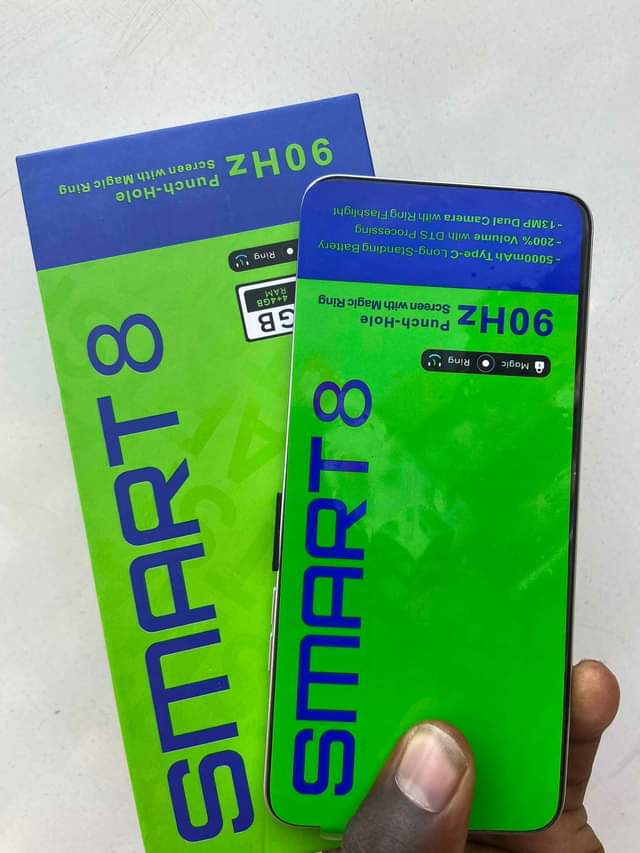 SMART 8
GB
4+4GB
RAM
Ring
90Hz Punch-Hole
Screen with Magic Ring
SMART 8
Magic Ring
90Hz Punch-Hole
Screen with Magic Ring
- 5000mAh Type-C Long-Standing Battery
- 200% Volume with DTS Processing
- 13MP Dual Camera with Ring Flashlight